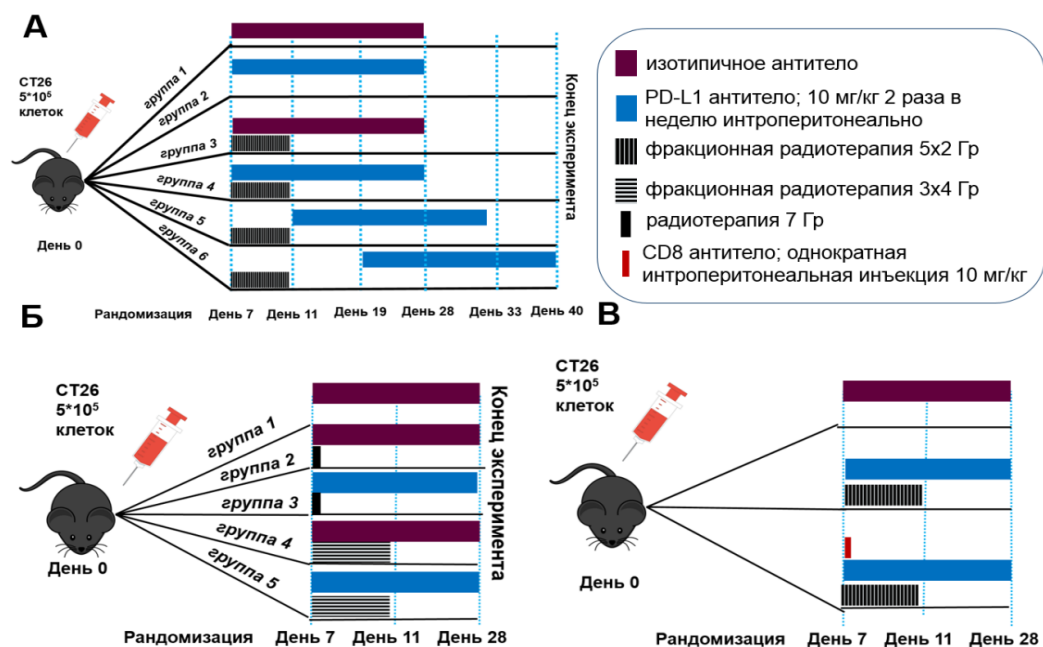 А
СТ26
5*10⁵
клеток
День 0
группа 1
группа 2
группа 3
группа 4
группа 5
группа 6
Конец эксперимента
Рандомизация День 7 День 11 День 19 День 28 День 33 День 40
изотипичное антитело
PD-L1 антитело; 10 мг/кг 2 раза в
неделю интроперитонеально
фракционная радиотерапия 5x2 Гр
фракционная радиотерапия 3x4 Гр
радиотерапия 7 Гр
CD8 антитело; однократная
интроперитонеальная инъекция 10 мг/кг
Б
СТ26
5*10⁵
клеток
День 0
группа 1
группа 2
группа 3
группа 4
группа 5
Конец эксперимента
Рандомизация День 7 День 11 День 28
В
СТ26
5*10⁵
клеток
День 0
Рандомизация День 7 День 11 День 28